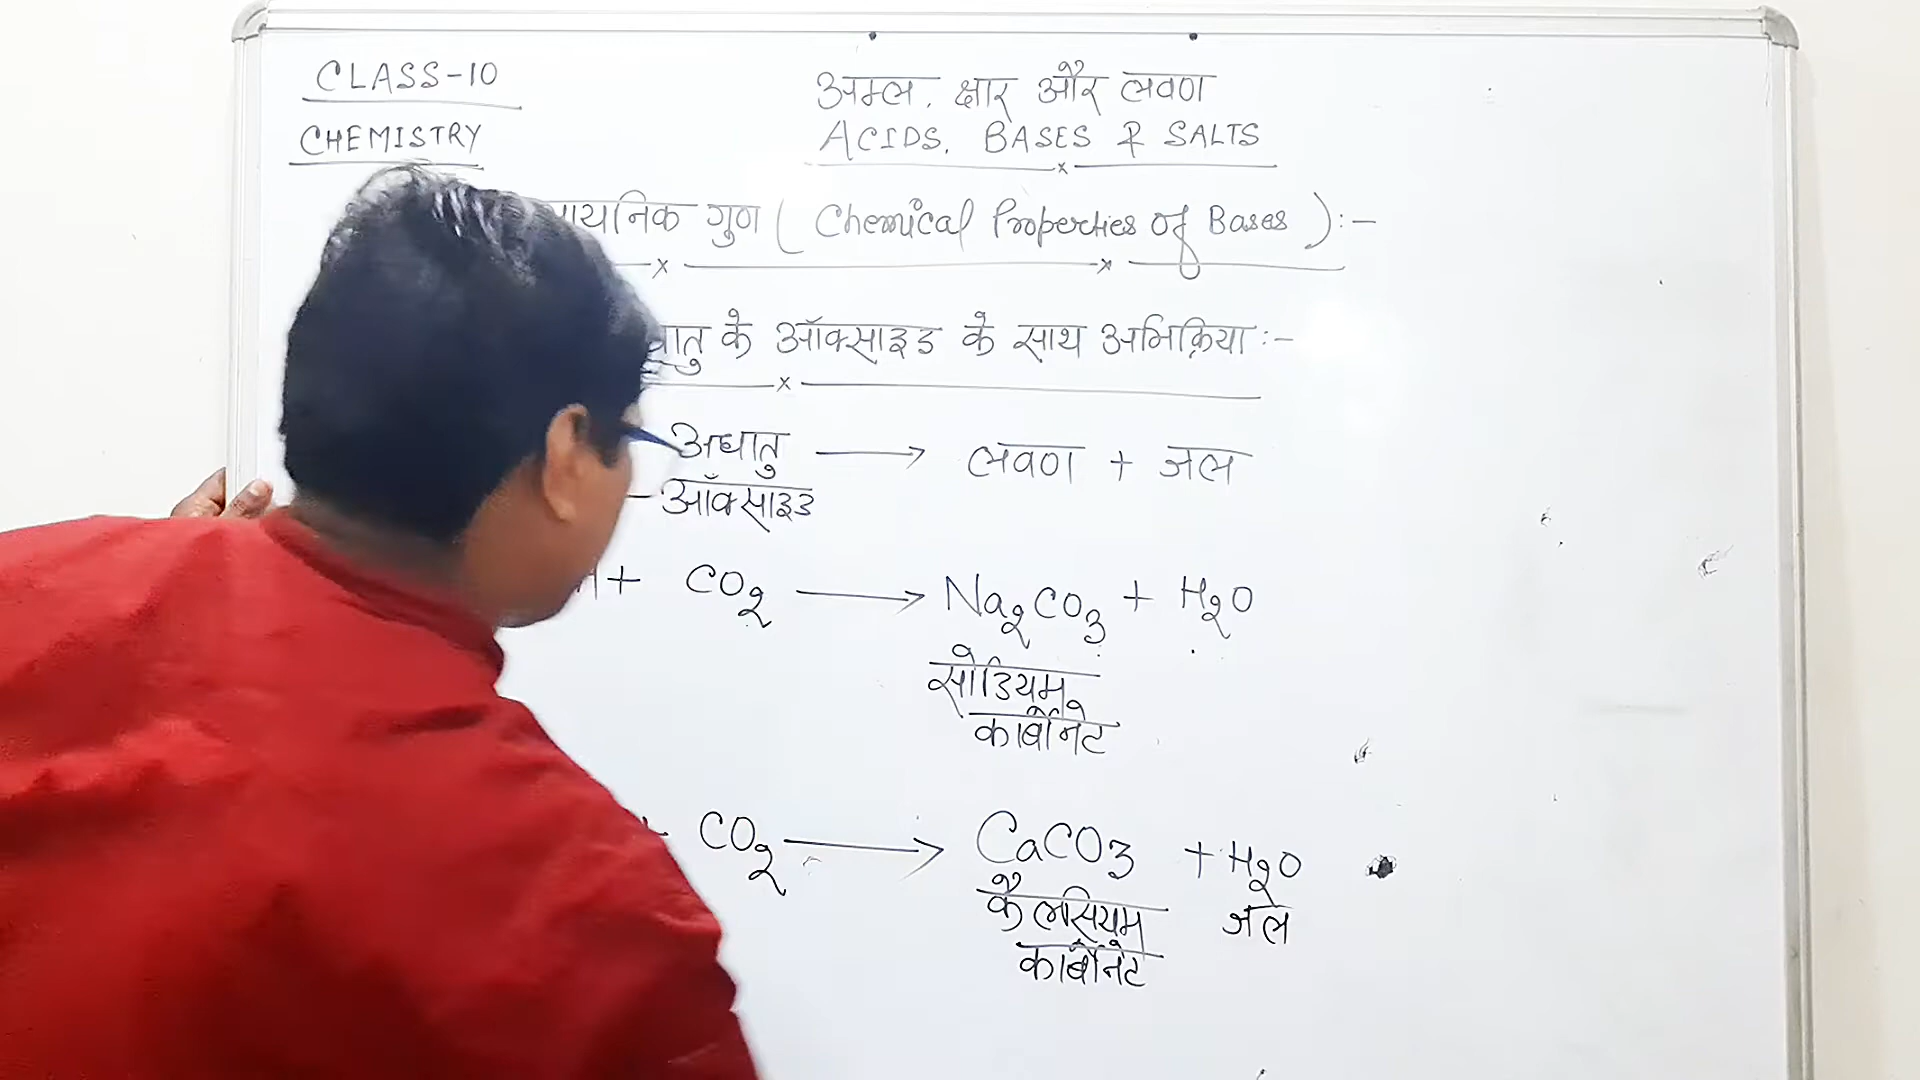 CLASS-10
CHEMISTRY
अम्ल, क्षार और लवण
ACIDS, BASES & SALTS
गुण ( Chemical Properties of Bases ):-
के ऑक्साइड के साथ अभिक्रिया:-
अधातु ⟶ लवण + जल
- ऑक्साइड
+ CO2 ⟶ Na2CO3 + H2O
सोडियम
कार्बोनेट
CO2 ⟶ CaCO3 + H2O
कैलसियम जल
कार्बोनेट